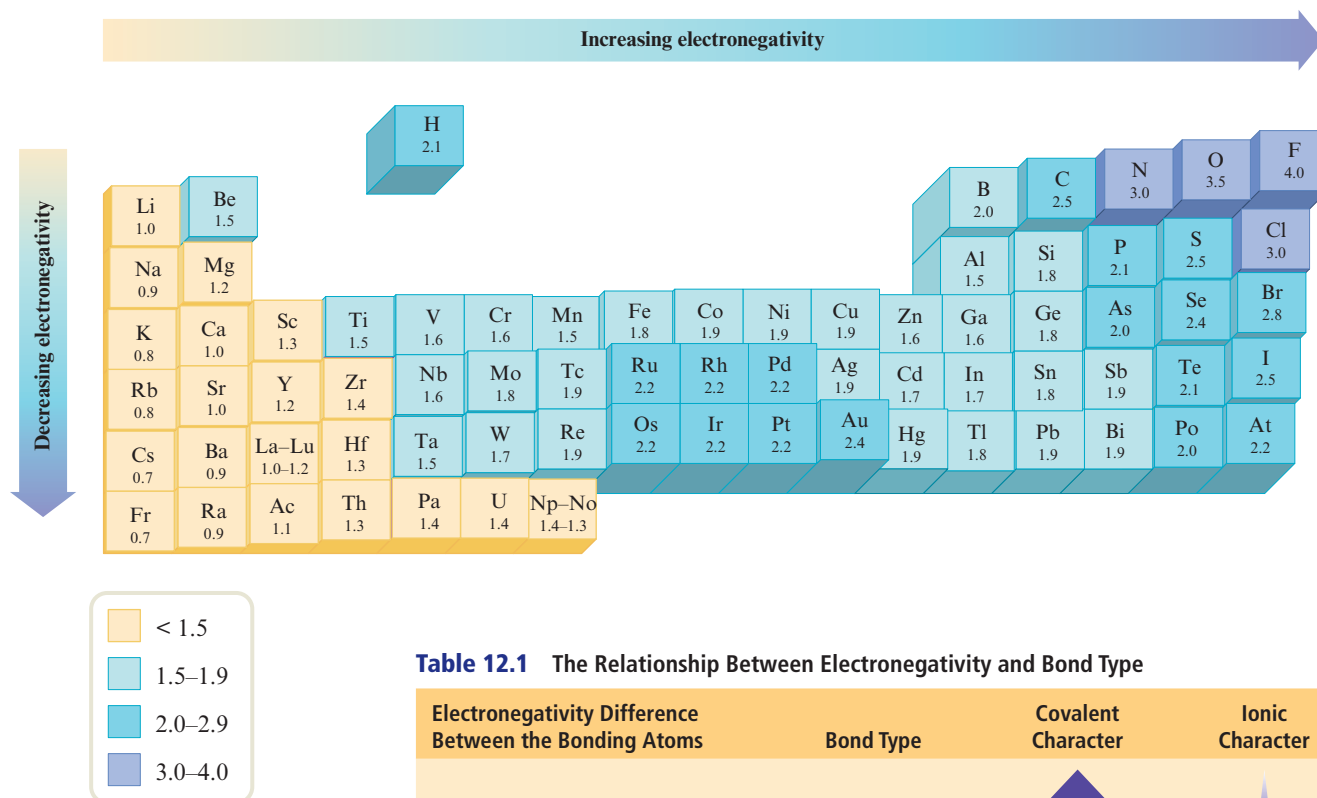 Increasing electronegativity
Decreasing electronegativity
H
2.1
Li
1.0
Be
1.5
B
2.0
C
2.5
N
3.0
O
3.5
F
4.0
Na
0.9
Mg
1.2
Al
1.5
Si
1.8
P
2.1
S
2.5
Cl
3.0
K
0.8
Ca
1.0
Sc
1.3
Ti
1.5
V
1.6
Cr
1.6
Mn
1.5
Fe
1.8
Co
1.9
Ni
1.9
Cu
1.9
Zn
1.6
Ga
1.6
Ge
1.8
As
2.0
Se
2.4
Br
2.8
Rb
0.8
Sr
1.0
Y
1.2
Zr
1.4
Nb
1.6
Mo
1.8
Tc
1.9
Ru
2.2
Rh
2.2
Pd
2.2
Ag
1.9
Cd
1.7
In
1.7
Sn
1.8
Sb
1.9
Te
2.1
I
2.5
Cs
0.7
Ba
0.9
La–Lu
1.0–1.2
Hf
1.3
Ta
1.5
W
1.7
Re
1.9
Os
2.2
Ir
2.2
Pt
2.2
Au
2.4
Hg
1.9
Tl
1.8
Pb
1.9
Bi
1.9
Po
2.0
At
2.2
Fr
0.7
Ra
0.9
Ac
1.1
Th
1.3
Pa
1.4
U
1.4
Np–No
1.4–1.3
< 1.5
1.5–1.9
2.0–2.9
3.0–4.0
Table 12.1 The Relationship Between Electronegativity and Bond Type
Electronegativity Difference
Between the Bonding Atoms
Bond Type
Covalent
Character
Ionic
Character